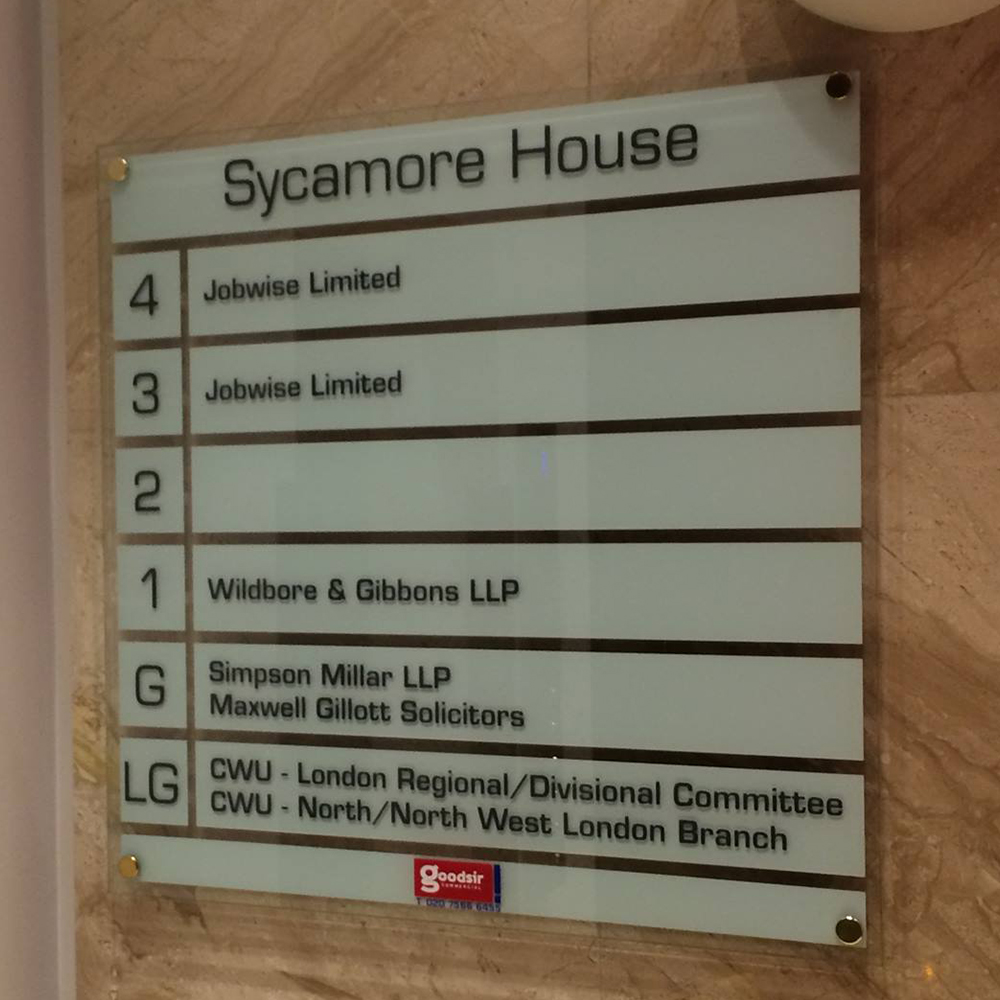 Sycamore House
4 Jobwise Limited
3 Jobwise Limited
2
1 Wildbore & Gibbons LLP
G Simpson Millar LLP
Maxwell Gillott Solicitors
LG CWU - London Regional/Divisional Committee
CWU - North/North West London Branch
goodsir
COMMERCIAL